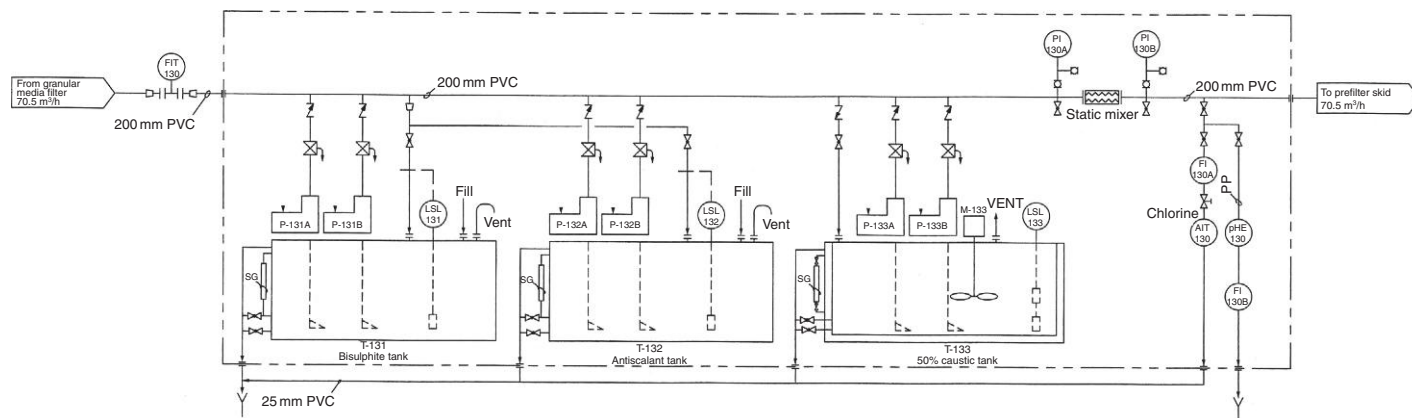 PI
130A
PI
130B
FIT
130
From granular
media filter
70.5 m³/h
200 mm PVC
200 mm PVC
200 mm PVC
To prefilter skid
70.5 m³/h
Static mixer
FI
130A
PP
Fill
Vent
Fill
Vent
VENT
P-131A
P-131B
LSL
131
P-132A
P-132B
LSL
132
P-133A
P-133B
M-133
LSL
133
Chlorine
AIT
130
pHE
130
SG
SG
SG
FI
130B
T-131
Bisulphite tank
T-132
Antiscalant tank
T-133
50% caustic tank
25 mm PVC